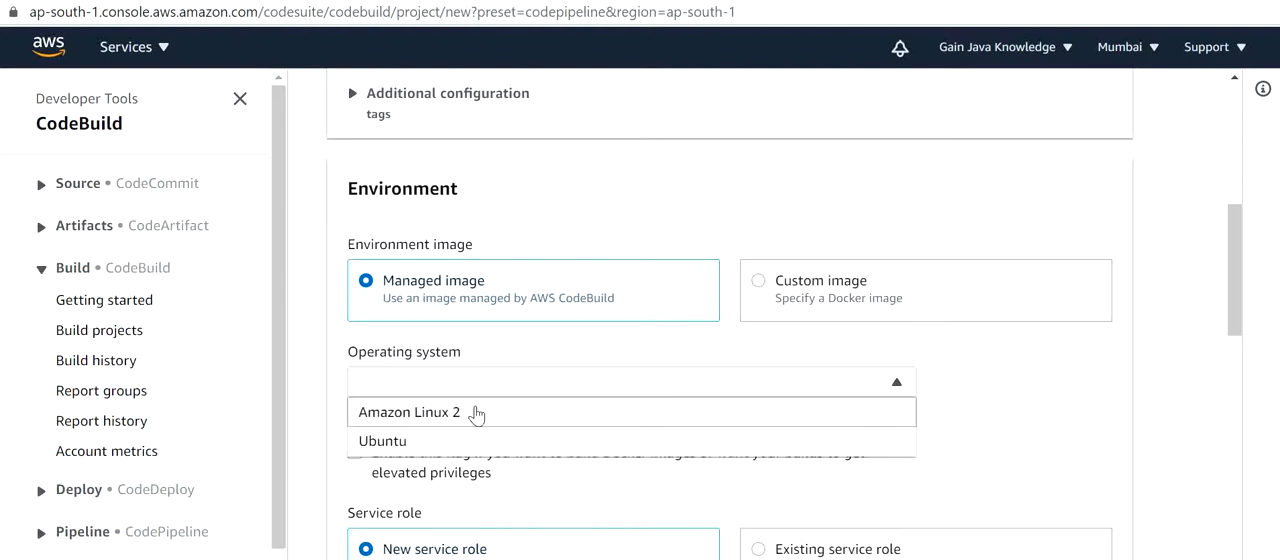 ap-south-1.console.aws.amazon.com/codesuite/codebuild/project/new?preset=codepipeline&region=ap-south-1
aws
Services
Gain Java Knowledge
Mumbai
Support
Developer Tools
CodeBuild
Source • CodeCommit
Artifacts • CodeArtifact
Build • CodeBuild
Getting started
Build projects
Build history
Report groups
Report history
Account metrics
Deploy • CodeDeploy
Pipeline • CodePipeline
Additional configuration
tags
Environment
Environment image
Managed image
Use an image managed by AWS CodeBuild
Custom image
Specify a Docker image
Operating system
Amazon Linux 2
Ubuntu
elevated privileges
Service role
New service role
Existing service role